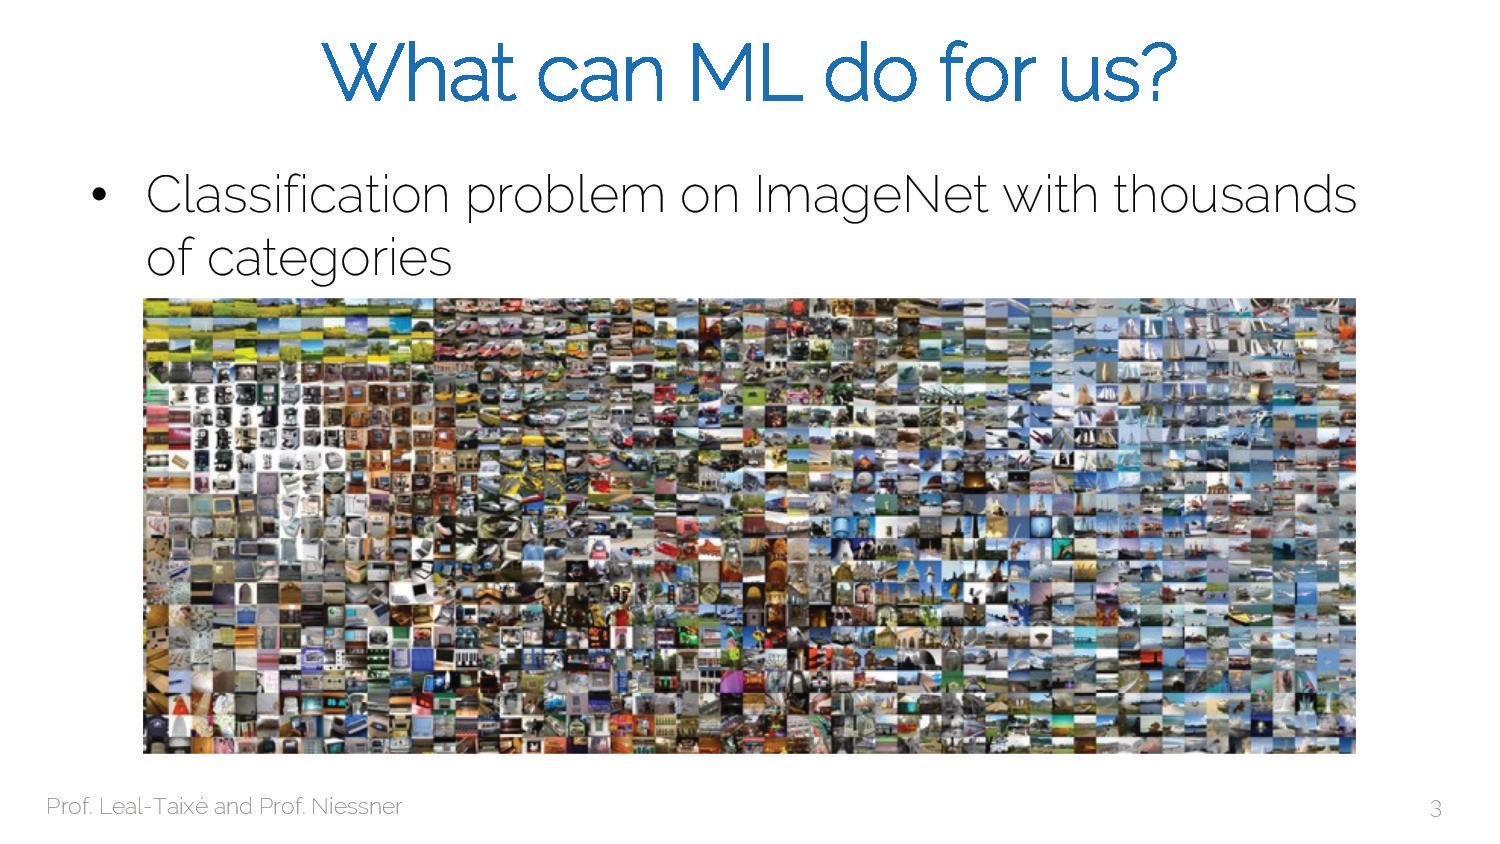 What can ML do for us?
• Classification problem on ImageNet with thousands
of categories
Prof. Leal-Taixé and Prof. Niessner
3